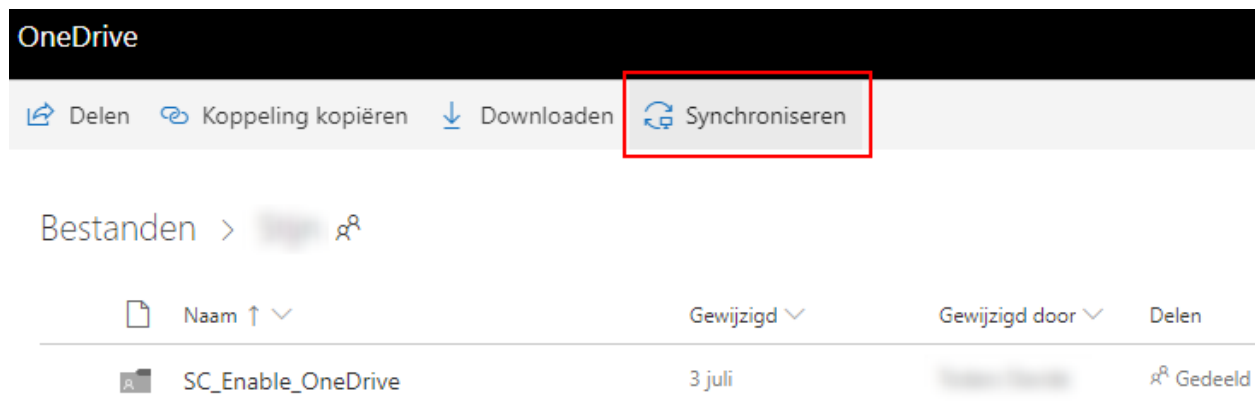 OneDrive
Delen Koppeling kopiëren Downloaden Synchroniseren
Bestanden >
Naam ↑ Gewijzigd Gewijzigd door Delen
SC_Enable_OneDrive 3 juli Gedeeld